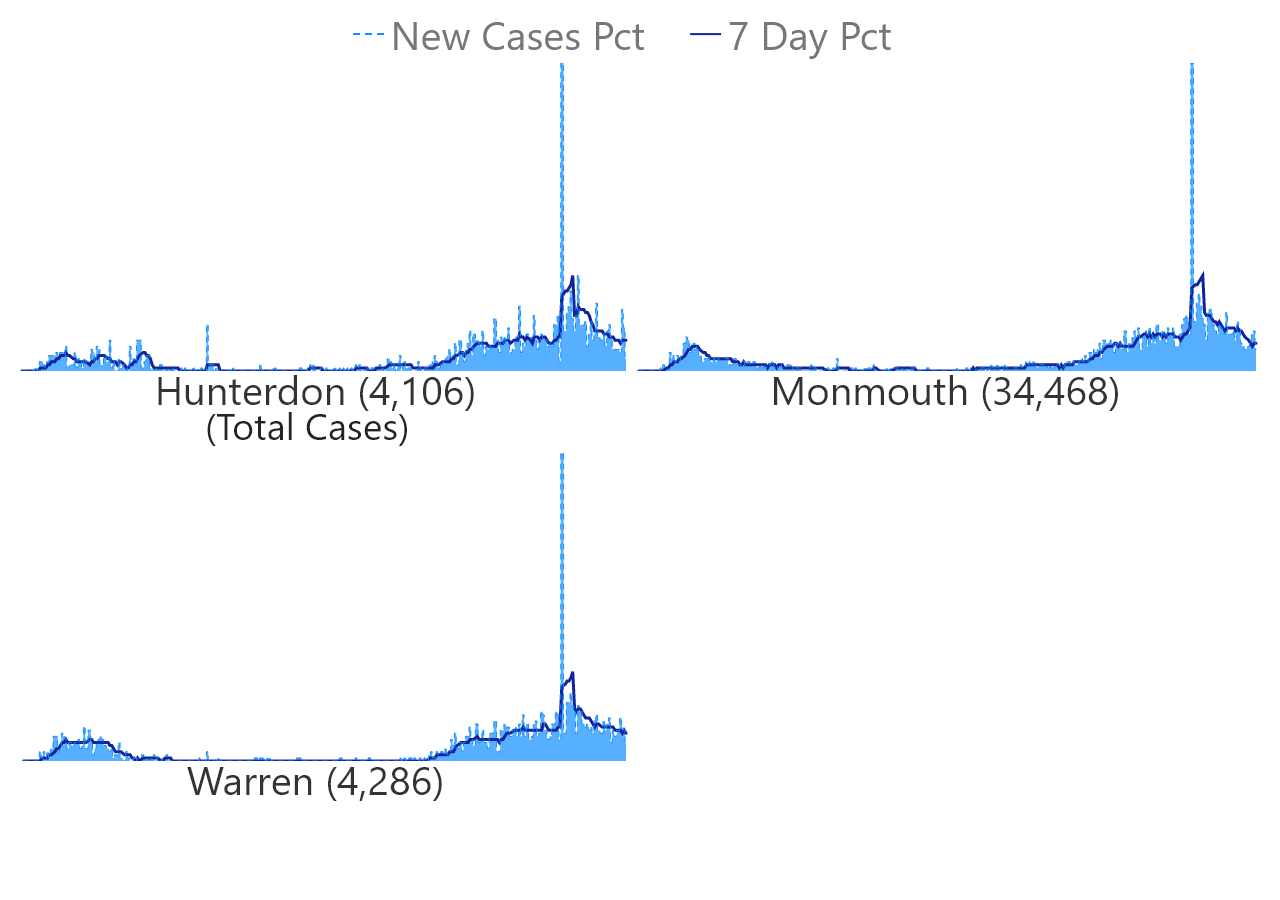 New Cases Pct 7 Day Pct
Hunterdon (4,106) Monmouth (34,468)
(Total Cases)
Warren (4,286)